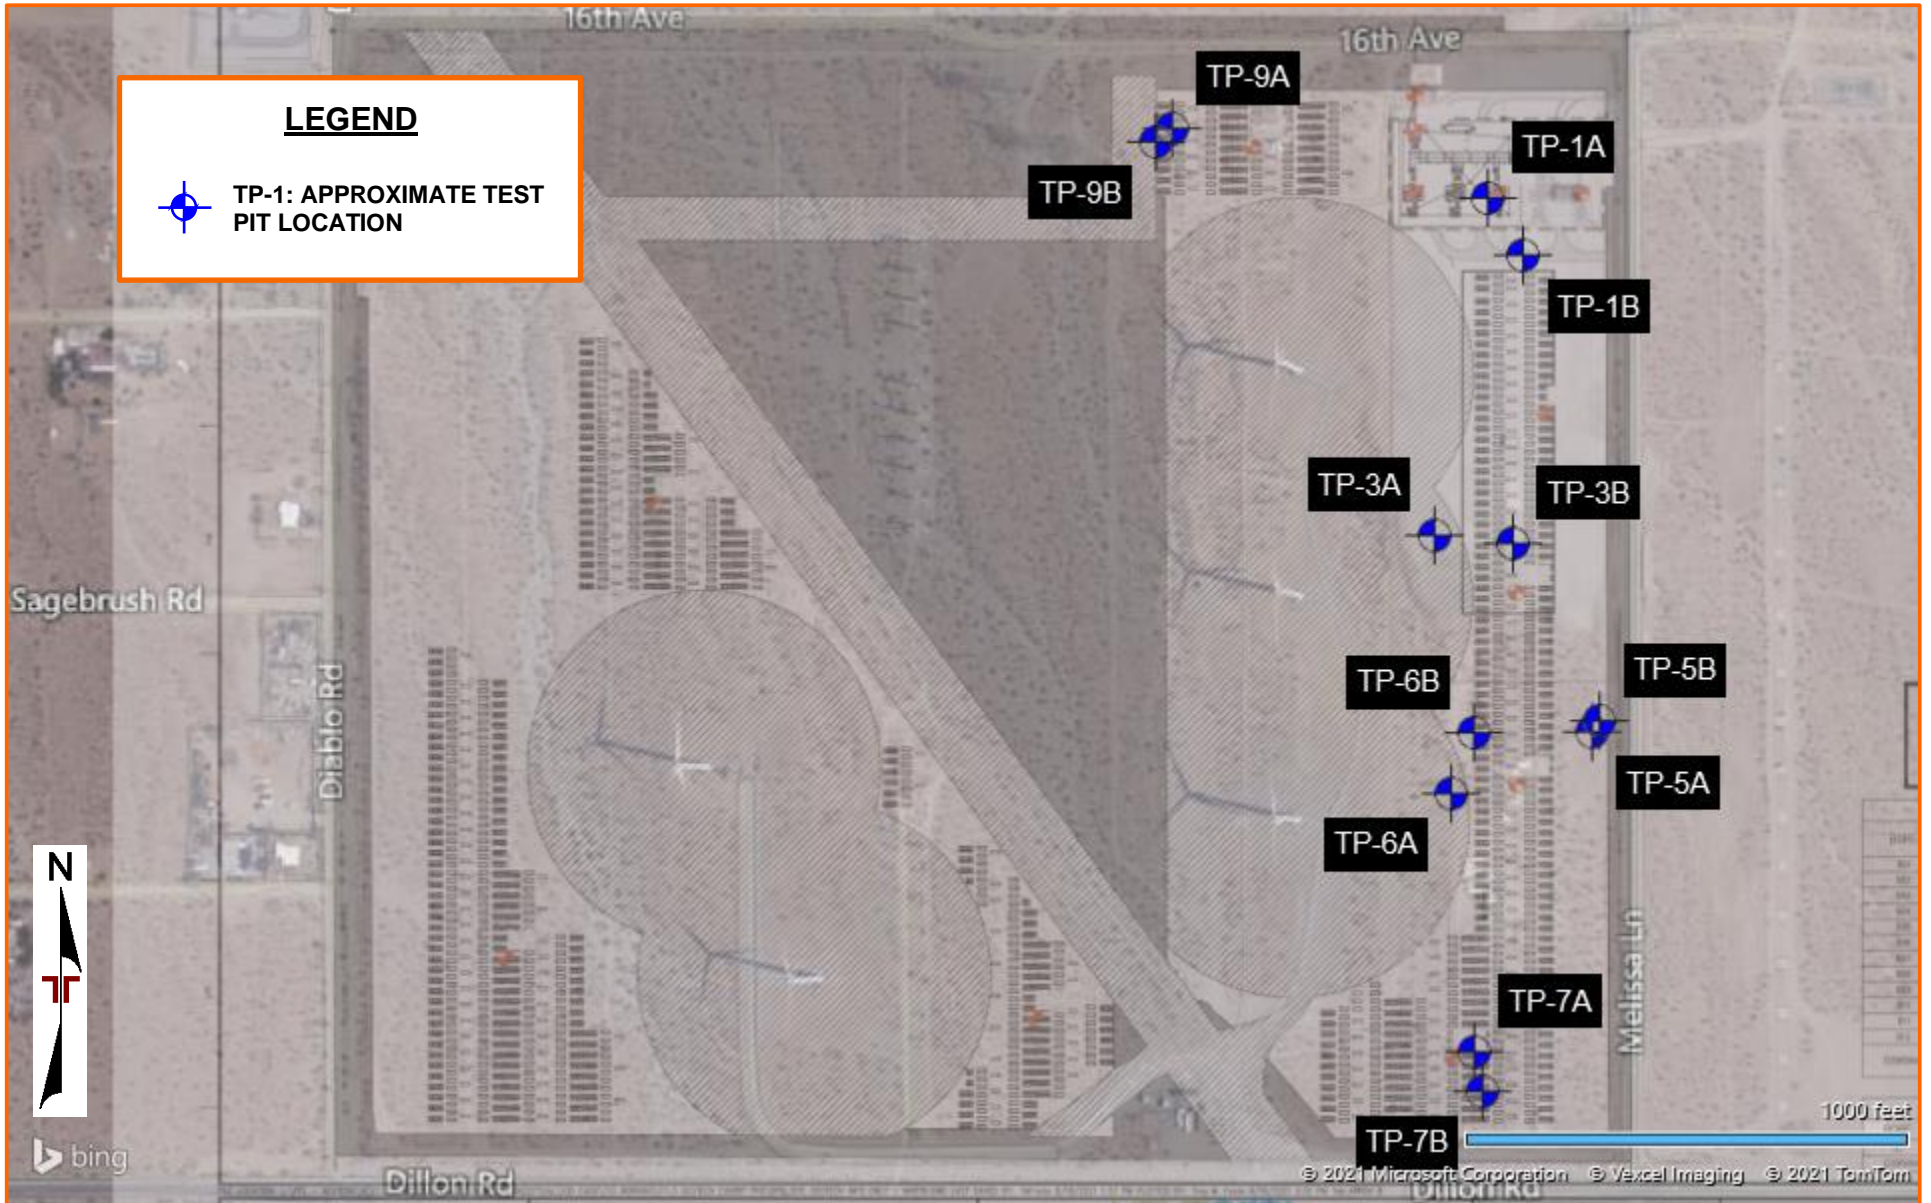 16th Ave
16th Ave
LEGEND
TP-1: APPROXIMATE TEST
PIT LOCATION
TP-9A
TP-1A
TP-9B
TP-1B
TP-3A
TP-3B
Sagebrush Rd
Diablo Rd
TP-6B
TP-5B
TP-5A
TP-6A
N
Melissa Ln
TP-7A
1000 feet
TP-7B
bing
© 2021 Microsoft Corporation © Vexcel Imaging © 2021 TomTom
Dillon Rd
Dillon Rd